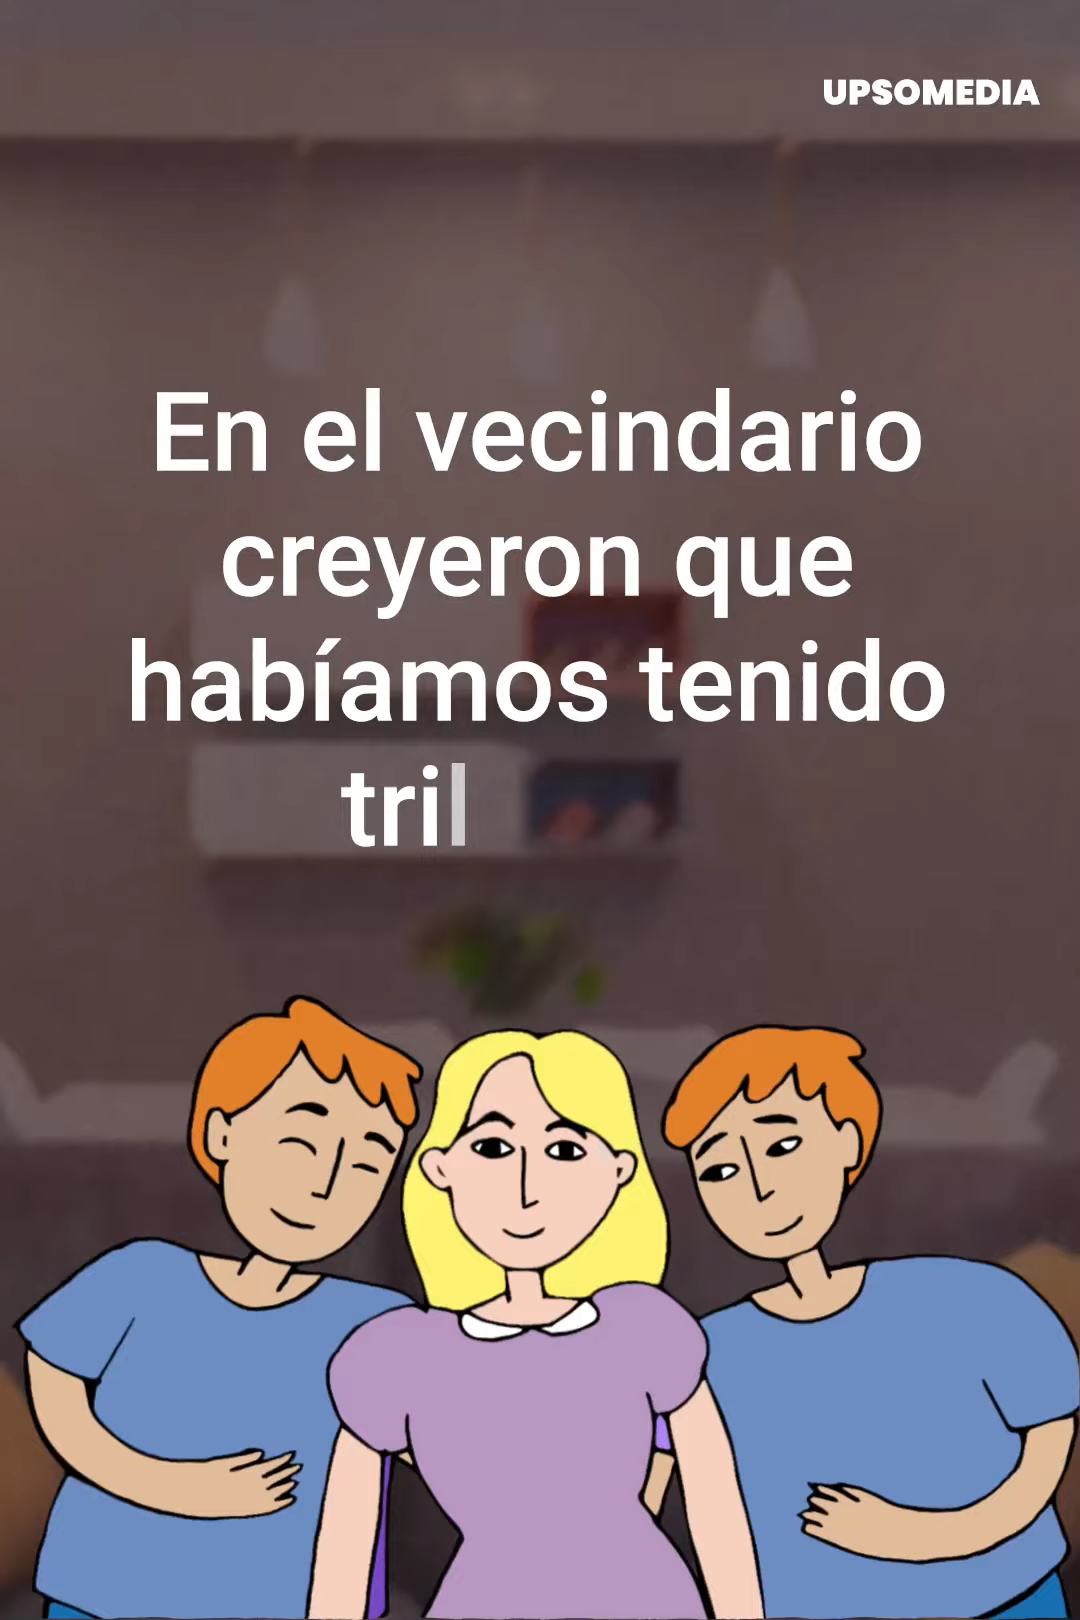 UPSOMEDIA
En el vecindario
creyeron que
habíamos tenido
tril